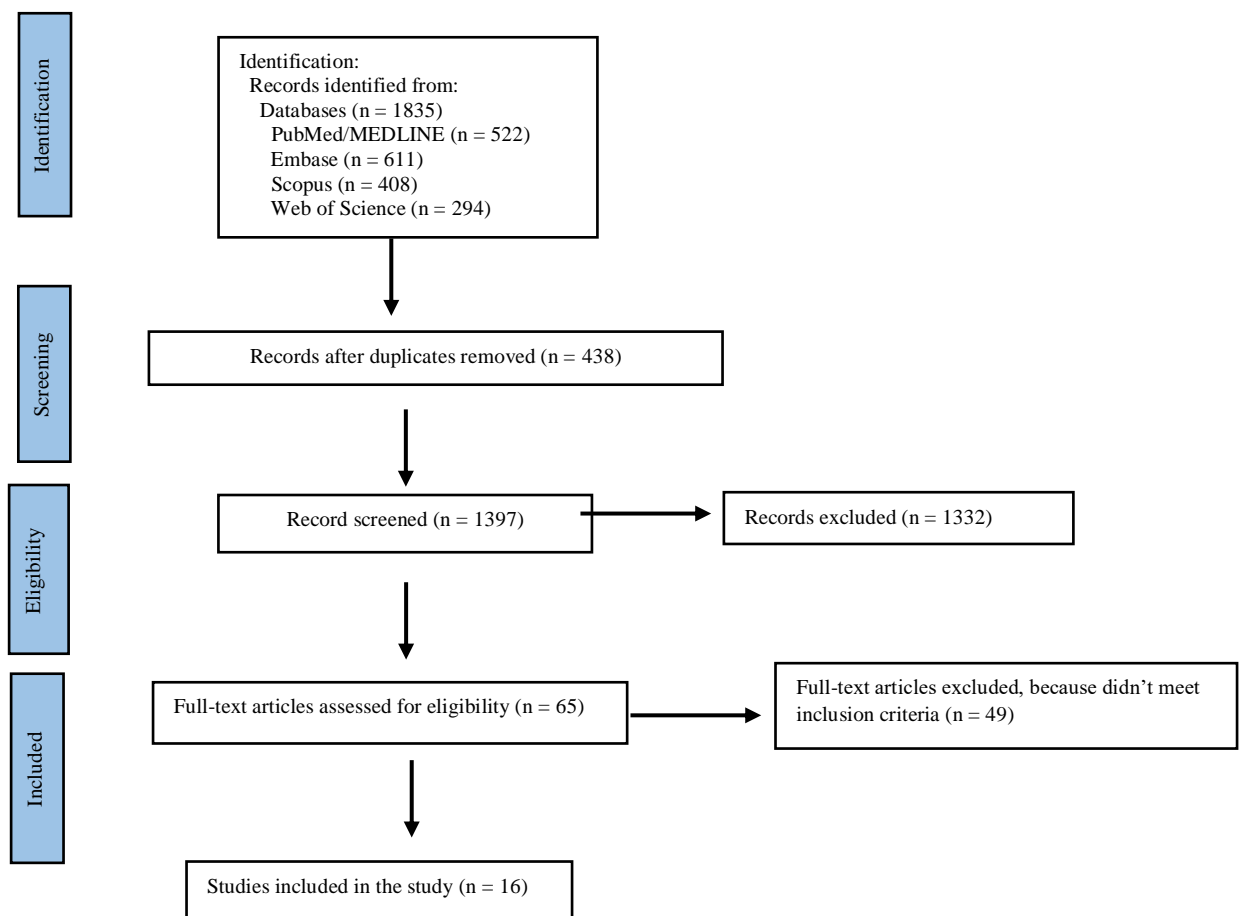 Identification
Identification:
Records identified from:
Databases (n = 1835)
PubMed/MEDLINE (n = 522)
Embase (n = 611)
Scopus (n = 408)
Web of Science (n = 294)
Screening
Records after duplicates removed (n = 438)
Eligibility
Record screened (n = 1397)
Records excluded (n = 1332)
Included
Full-text articles assessed for eligibility (n = 65)
Full-text articles excluded, because didn’t meet
inclusion criteria (n = 49)
Studies included in the study (n = 16)